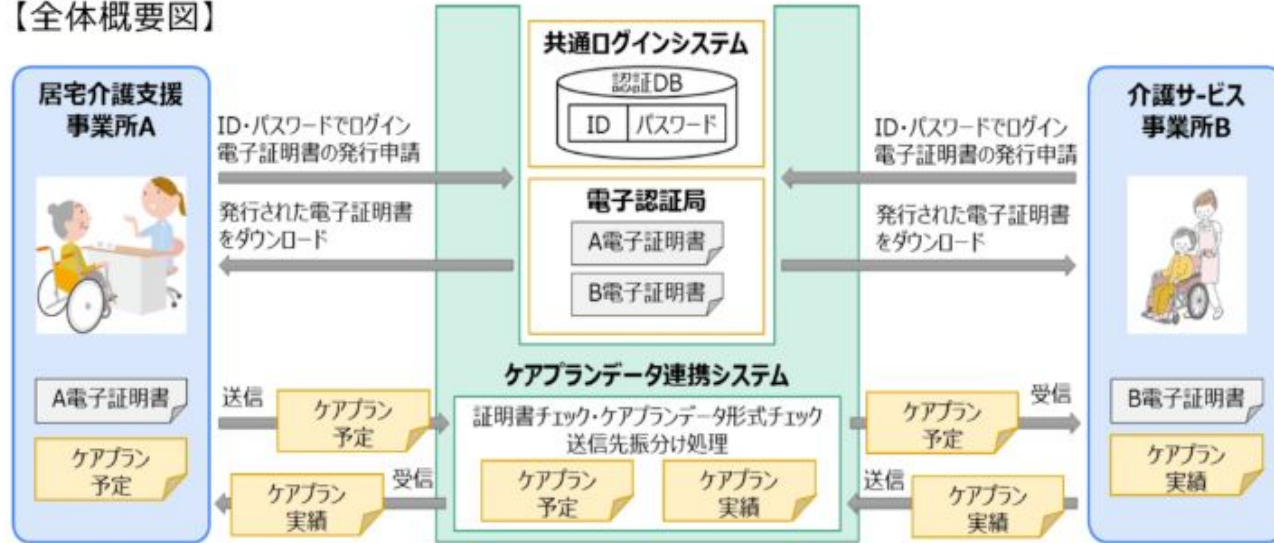 【全体概要図】
居宅介護支援
事業所A
ID・パスワードでログイン
電子証明書の発行申請
発行された電子証明書
をダウンロード
A電子証明書
ケアプラン
予定
送信
ケアプラン
予定
受信
ケアプラン
実績
共通ログインシステム
認証DB
ID
パスワード
電子認証局
A電子証明書
B電子証明書
ケアプランデータ連携システム
証明書チェック・ケアプランデータ形式チェック
送信先振分け処理
ケアプラン
予定
ケアプラン
実績
介護サービス
事業所B
ID・パスワードでログイン
電子証明書の発行申請
発行された電子証明書
をダウンロード
ケアプラン
予定
受信
送信
ケアプラン
実績
B電子証明書
ケアプラン
実績